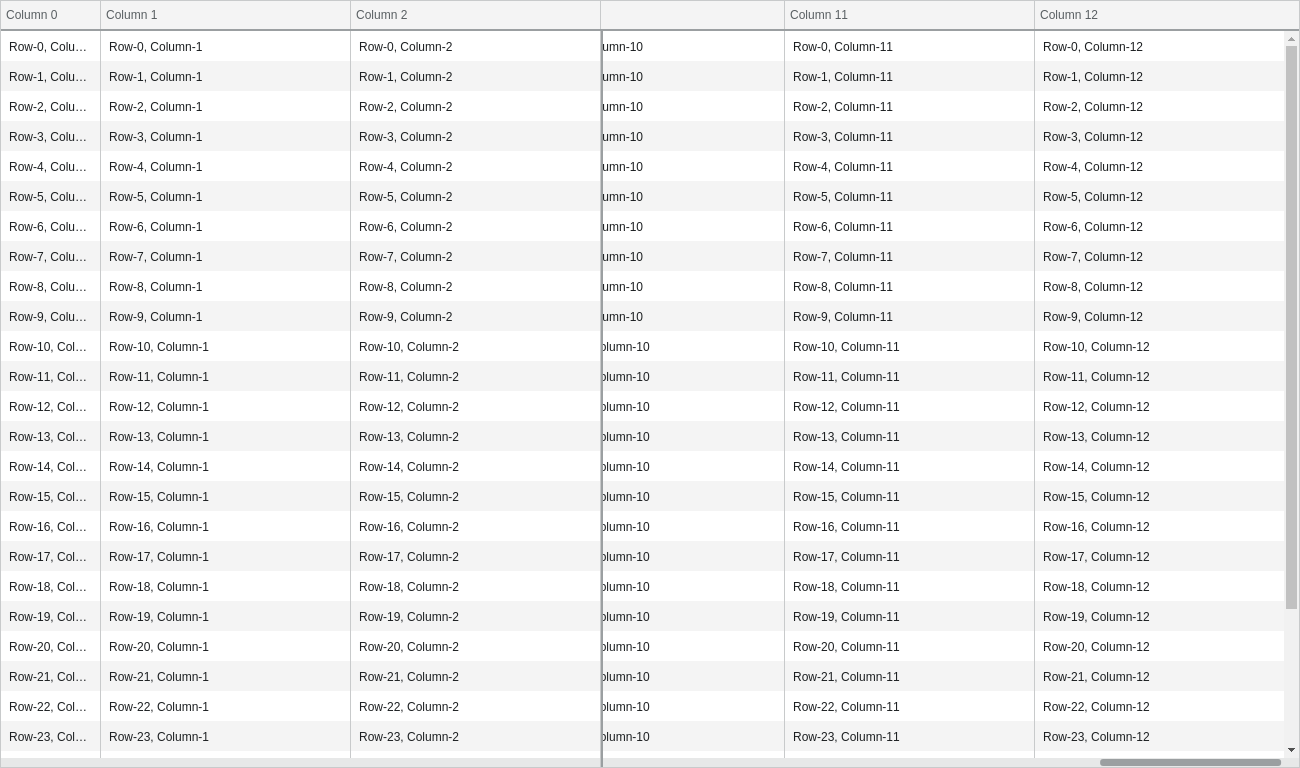 Column 0 Column 1 Column 2 Column 11 Column 12
Row-0, Colu... Row-0, Column-1 Row-0, Column-2 umn-10 Row-0, Column-11 Row-0, Column-12
Row-1, Colu... Row-1, Column-1 Row-1, Column-2 umn-10 Row-1, Column-11 Row-1, Column-12
Row-2, Colu... Row-2, Column-1 Row-2, Column-2 umn-10 Row-2, Column-11 Row-2, Column-12
Row-3, Colu... Row-3, Column-1 Row-3, Column-2 umn-10 Row-3, Column-11 Row-3, Column-12
Row-4, Colu... Row-4, Column-1 Row-4, Column-2 umn-10 Row-4, Column-11 Row-4, Column-12
Row-5, Colu... Row-5, Column-1 Row-5, Column-2 umn-10 Row-5, Column-11 Row-5, Column-12
Row-6, Colu... Row-6, Column-1 Row-6, Column-2 umn-10 Row-6, Column-11 Row-6, Column-12
Row-7, Colu... Row-7, Column-1 Row-7, Column-2 umn-10 Row-7, Column-11 Row-7, Column-12
Row-8, Colu... Row-8, Column-1 Row-8, Column-2 umn-10 Row-8, Column-11 Row-8, Column-12
Row-9, Colu... Row-9, Column-1 Row-9, Column-2 umn-10 Row-9, Column-11 Row-9, Column-12
Row-10, Col... Row-10, Column-1 Row-10, Column-2 olumn-10 Row-10, Column-11 Row-10, Column-12
Row-11, Col... Row-11, Column-1 Row-11, Column-2 olumn-10 Row-11, Column-11 Row-11, Column-12
Row-12, Col... Row-12, Column-1 Row-12, Column-2 olumn-10 Row-12, Column-11 Row-12, Column-12
Row-13, Col... Row-13, Column-1 Row-13, Column-2 olumn-10 Row-13, Column-11 Row-13, Column-12
Row-14, Col... Row-14, Column-1 Row-14, Column-2 olumn-10 Row-14, Column-11 Row-14, Column-12
Row-15, Col... Row-15, Column-1 Row-15, Column-2 olumn-10 Row-15, Column-11 Row-15, Column-12
Row-16, Col... Row-16, Column-1 Row-16, Column-2 olumn-10 Row-16, Column-11 Row-16, Column-12
Row-17, Col... Row-17, Column-1 Row-17, Column-2 olumn-10 Row-17, Column-11 Row-17, Column-12
Row-18, Col... Row-18, Column-1 Row-18, Column-2 olumn-10 Row-18, Column-11 Row-18, Column-12
Row-19, Col... Row-19, Column-1 Row-19, Column-2 olumn-10 Row-19, Column-11 Row-19, Column-12
Row-20, Col... Row-20, Column-1 Row-20, Column-2 olumn-10 Row-20, Column-11 Row-20, Column-12
Row-21, Col... Row-21, Column-1 Row-21, Column-2 olumn-10 Row-21, Column-11 Row-21, Column-12
Row-22, Col... Row-22, Column-1 Row-22, Column-2 olumn-10 Row-22, Column-11 Row-22, Column-12
Row-23, Col... Row-23, Column-1 Row-23, Column-2 olumn-10 Row-23, Column-11 Row-23, Column-12